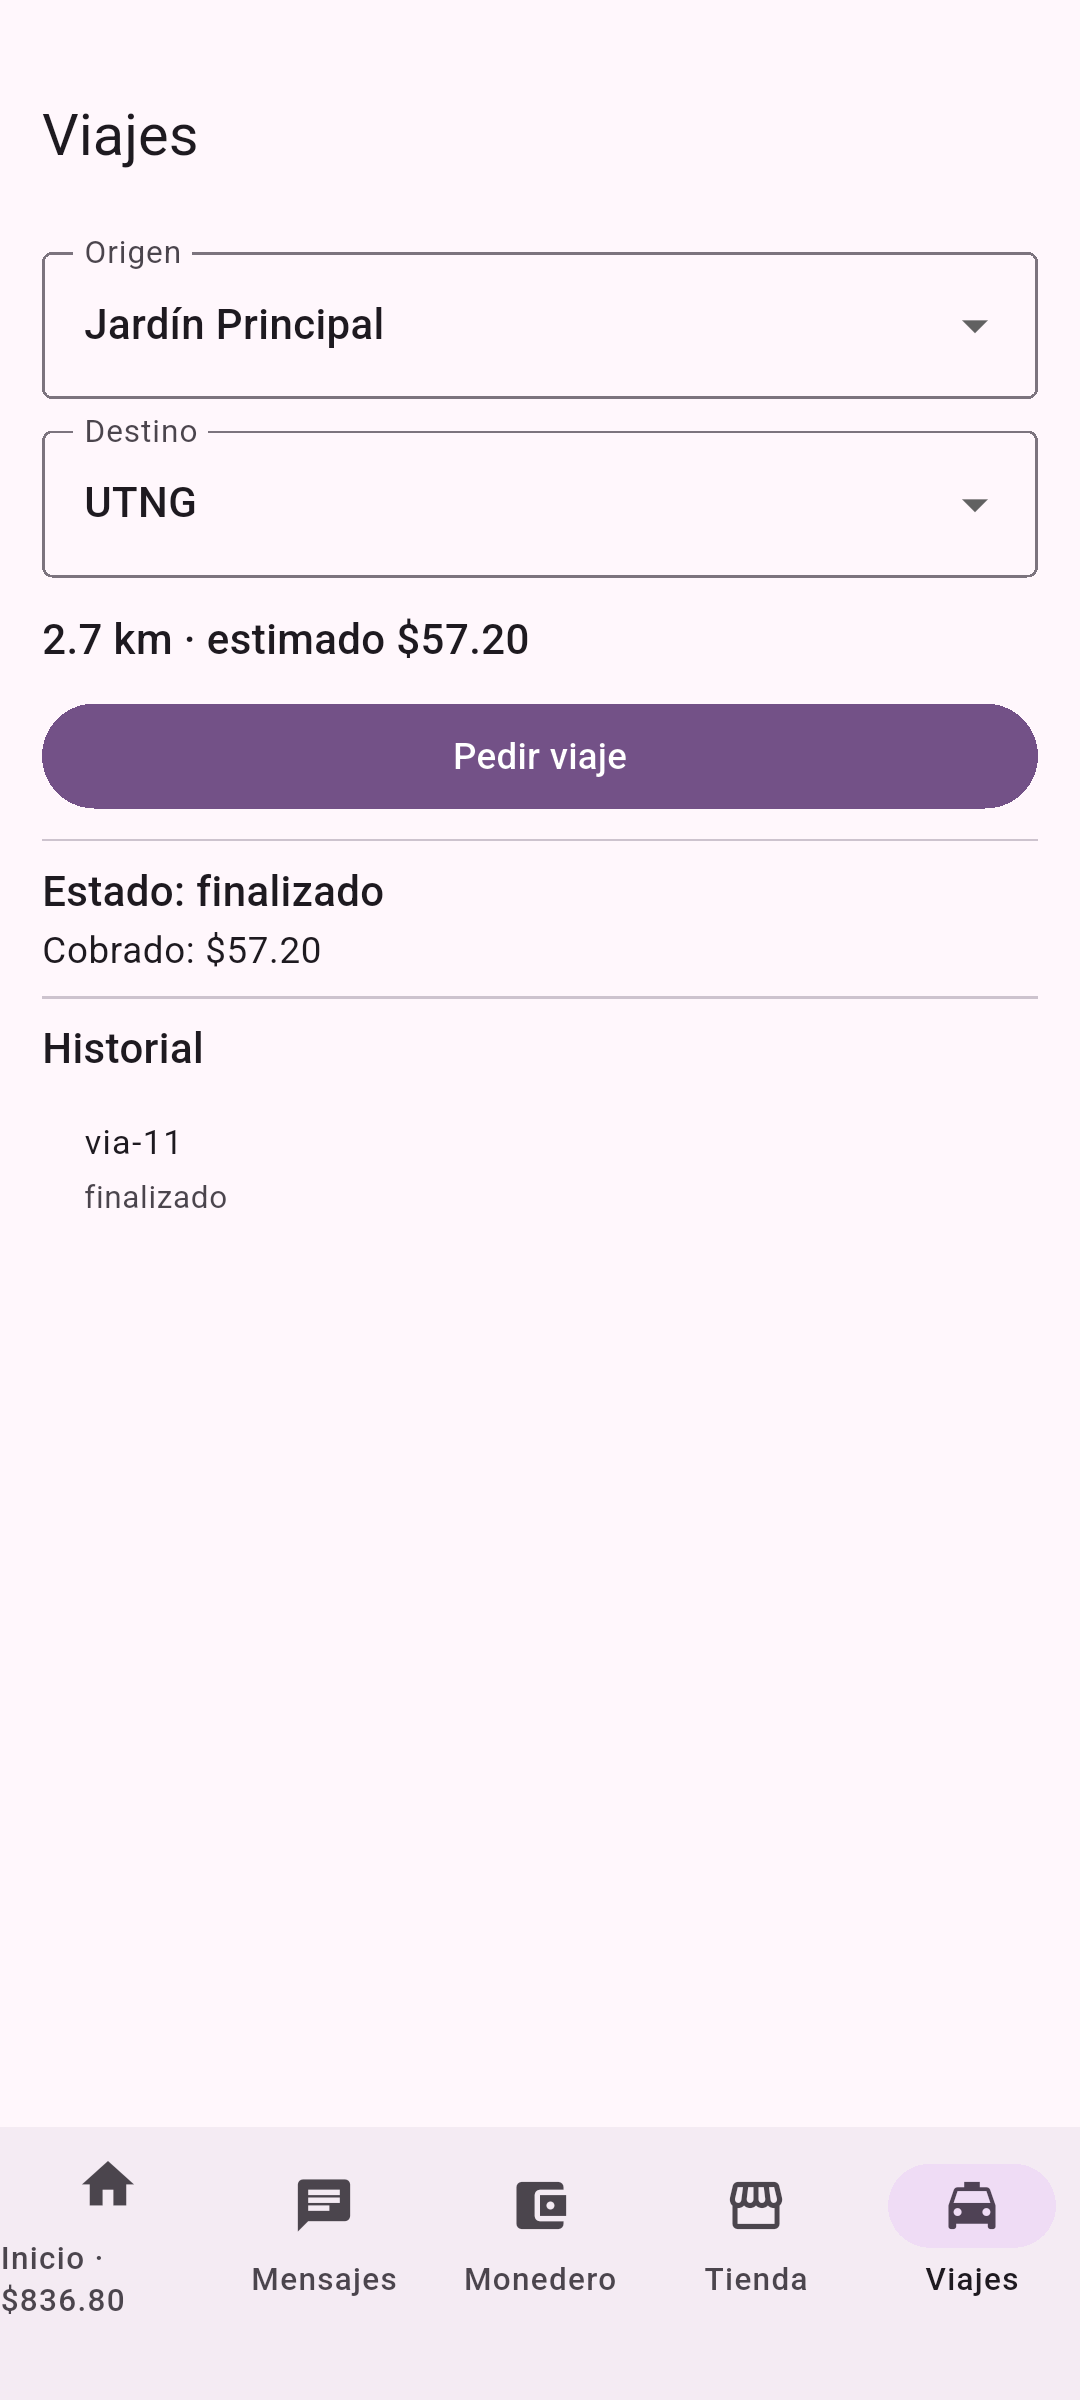 Viajes
Origen
Jardín Principal
Destino
UTNG
2.7 km · estimado $57.20
Pedir viaje
Estado: finalizado
Cobrado: $57.20
Historial
via-11
finalizado
Inicio ·
$836.80
Mensajes
Monedero
Tienda
Viajes